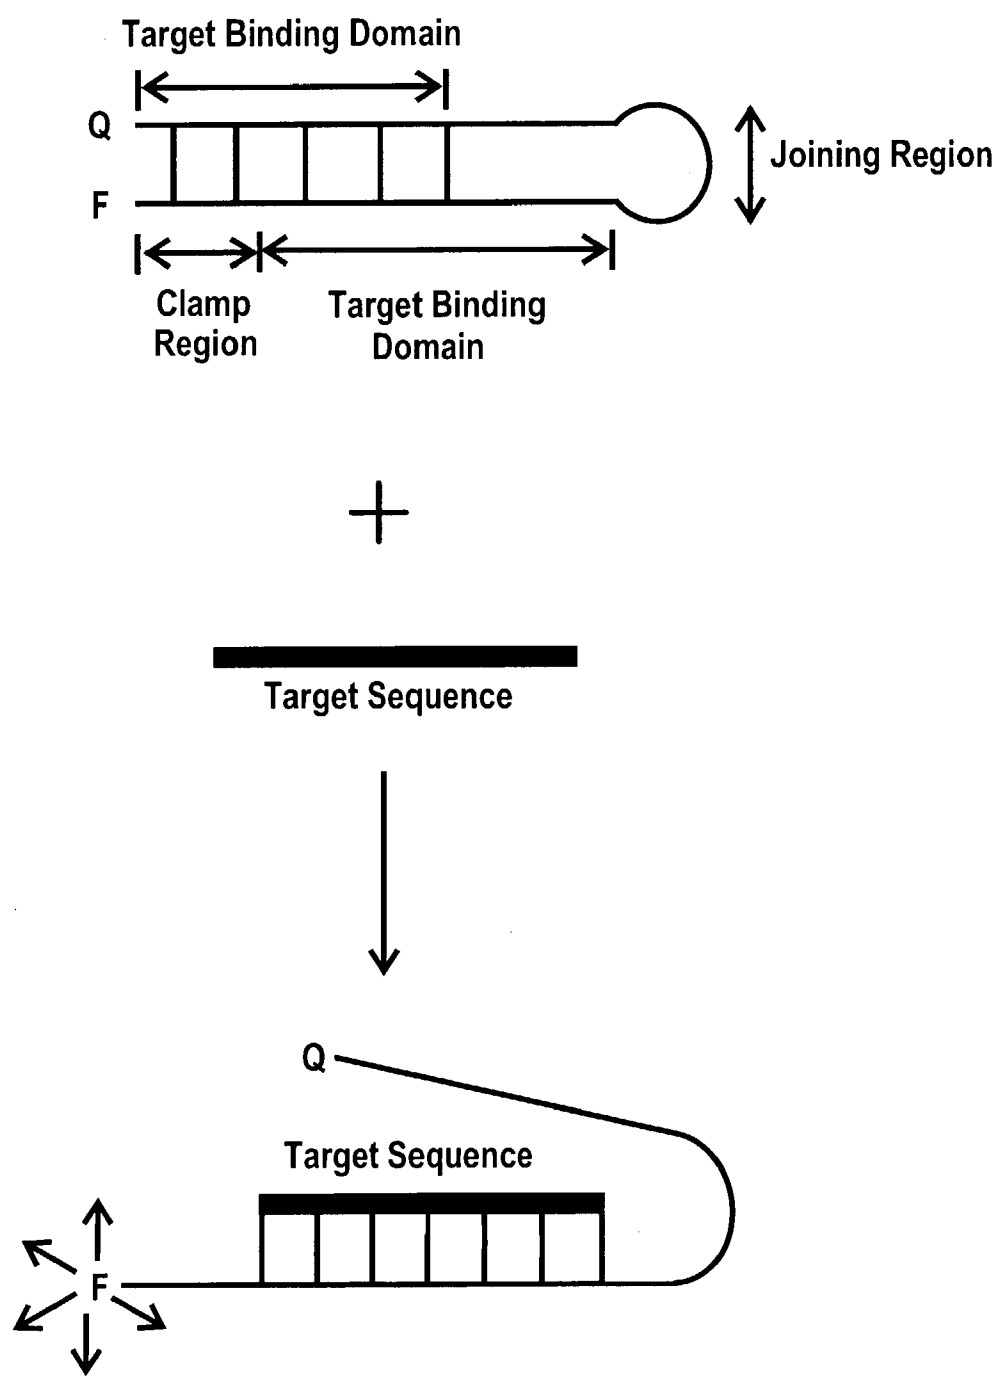 Target Binding Domain
Q
Joining Region
F
Clamp
Region
Target Binding
Domain
Target Sequence
Q
Target Sequence
F